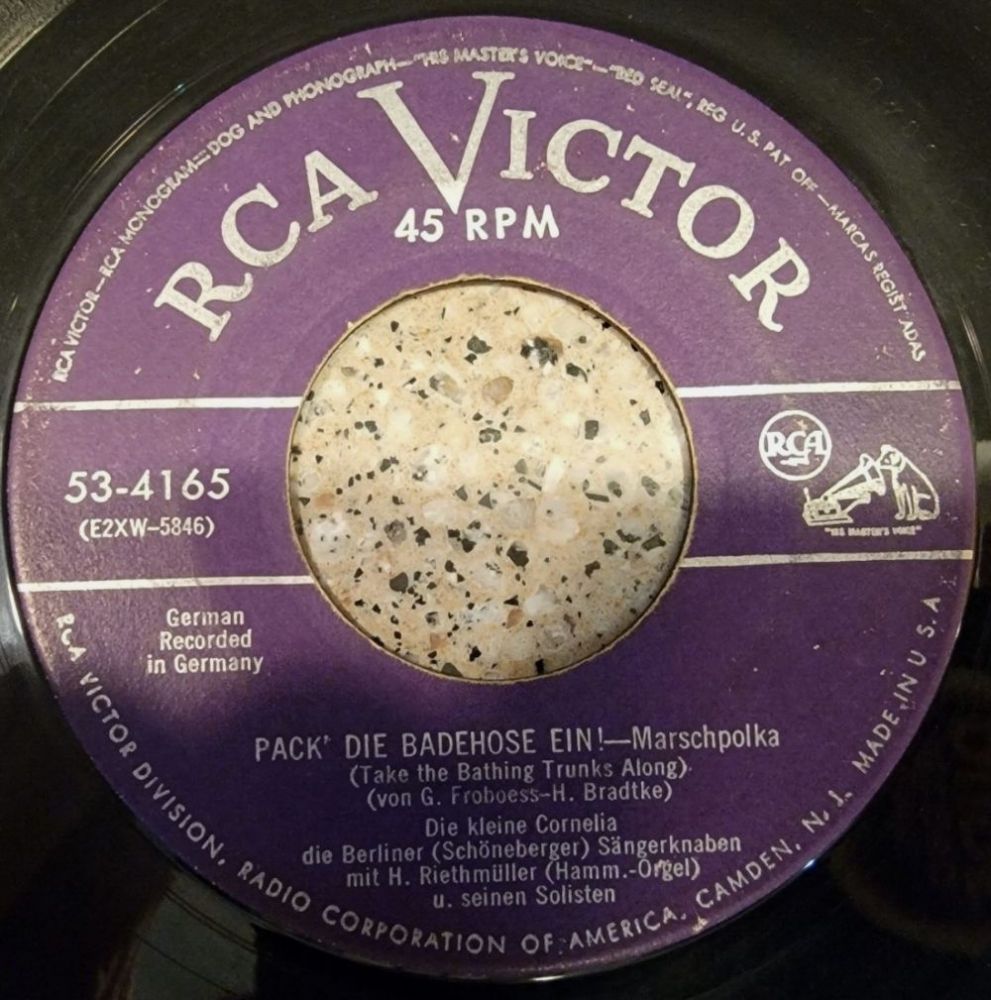 RCA VICTOR—RCA MONOGRAM—DOG AND PHONOGRAPH—"HIS MASTER'S VOICE"—"RED SEAL", REG U.S. PAT OFF—MARCAS REGIST ADAS
RCA VICTOR
45 RPM
RCA
"HIS MASTER'S VOICE"
53-4165
(E2XW-5846)
German
Recorded
in Germany
PACK' DIE BADEHOSE EIN!—Marschpolka
(Take the Bathing Trunks Along)
(von G. Froboess-H. Bradtke)
Die kleine Cornelia
die Berliner (Schöneberger) Sängerknaben
mit H. Riethmüller (Hamm.-Orgel)
u. seinen Solisten
RCA VICTOR DIVISION, RADIO CORPORATION OF AMERICA, CAMDEN, N. J. MADE IN U S. A